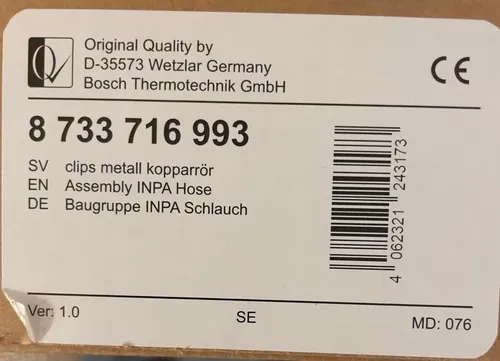 Original Quality by
D-35573 Wetzlar Germany
Bosch Thermotechnik GmbH
CE
8 733 716 993
SV clips metall kopparrör
EN Assembly INPA Hose
DE Baugruppe INPA Schlauch
4 062321 243173
Ver: 1.0
SE
MD: 076